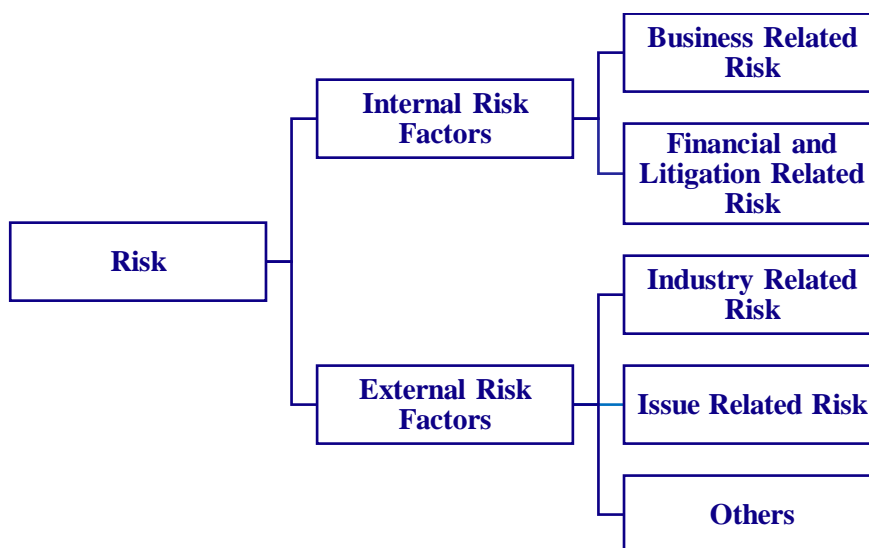 Business Related
Risk
Internal Risk
Factors
Financial and
Litigation Related
Risk
Risk
Industry Related
Risk
External Risk
Factors
Issue Related Risk
Others